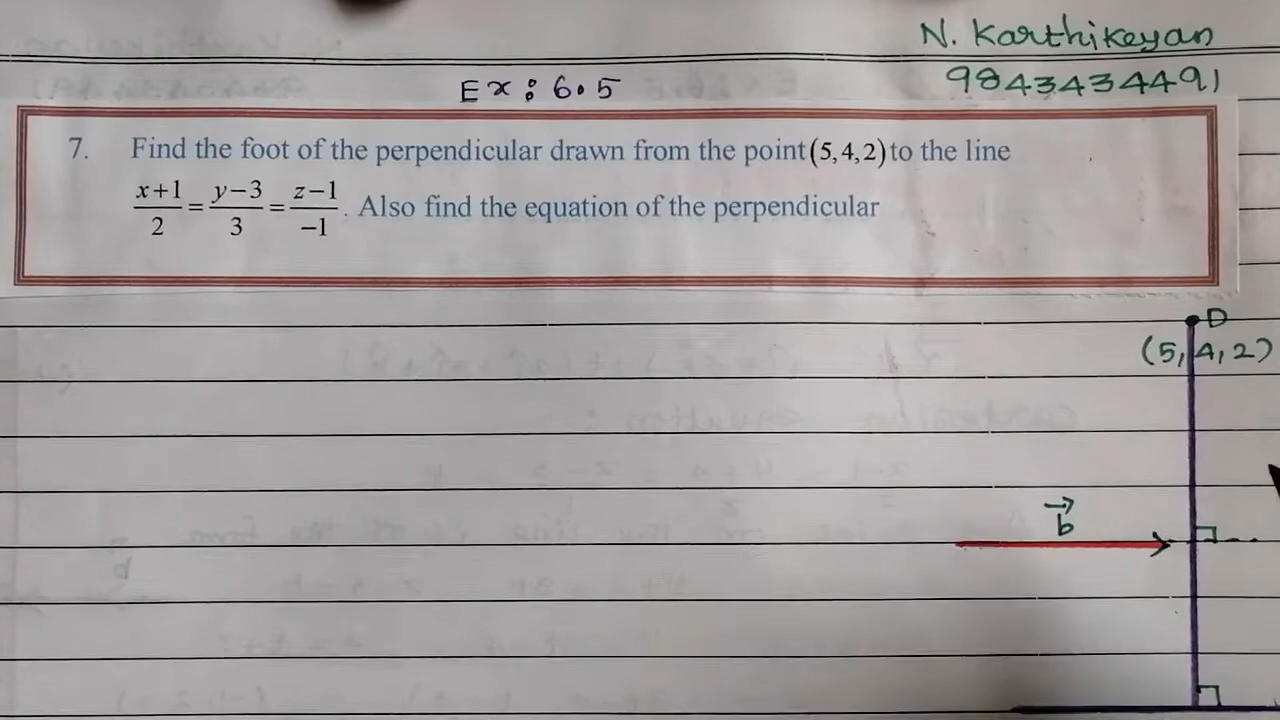 N. Karthikeyan
Ex: 6.5
9843434491
7. Find the foot of the perpendicular drawn from the point (5,4,2) to the line
x+1/2 = y−3/3 = z−1/−1 . Also find the equation of the perpendicular
D
(5,4,2)
b⃗